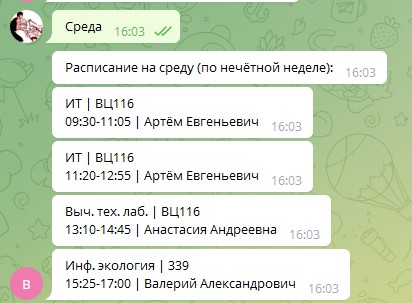 Среда
16:03
Расписание на среду (по нечётной неделе):
16:03
ИТ | ВЦ116
09:30-11:05 | Артём Евгеньевич
16:03
ИТ | ВЦ116
11:20-12:55 | Артём Евгеньевич
16:03
Выч. тех. лаб. | ВЦ116
13:10-14:45 | Анастасия Андреевна
16:03
Инф. экология | 339
15:25-17:00 | Валерий Александрович
16:03
В